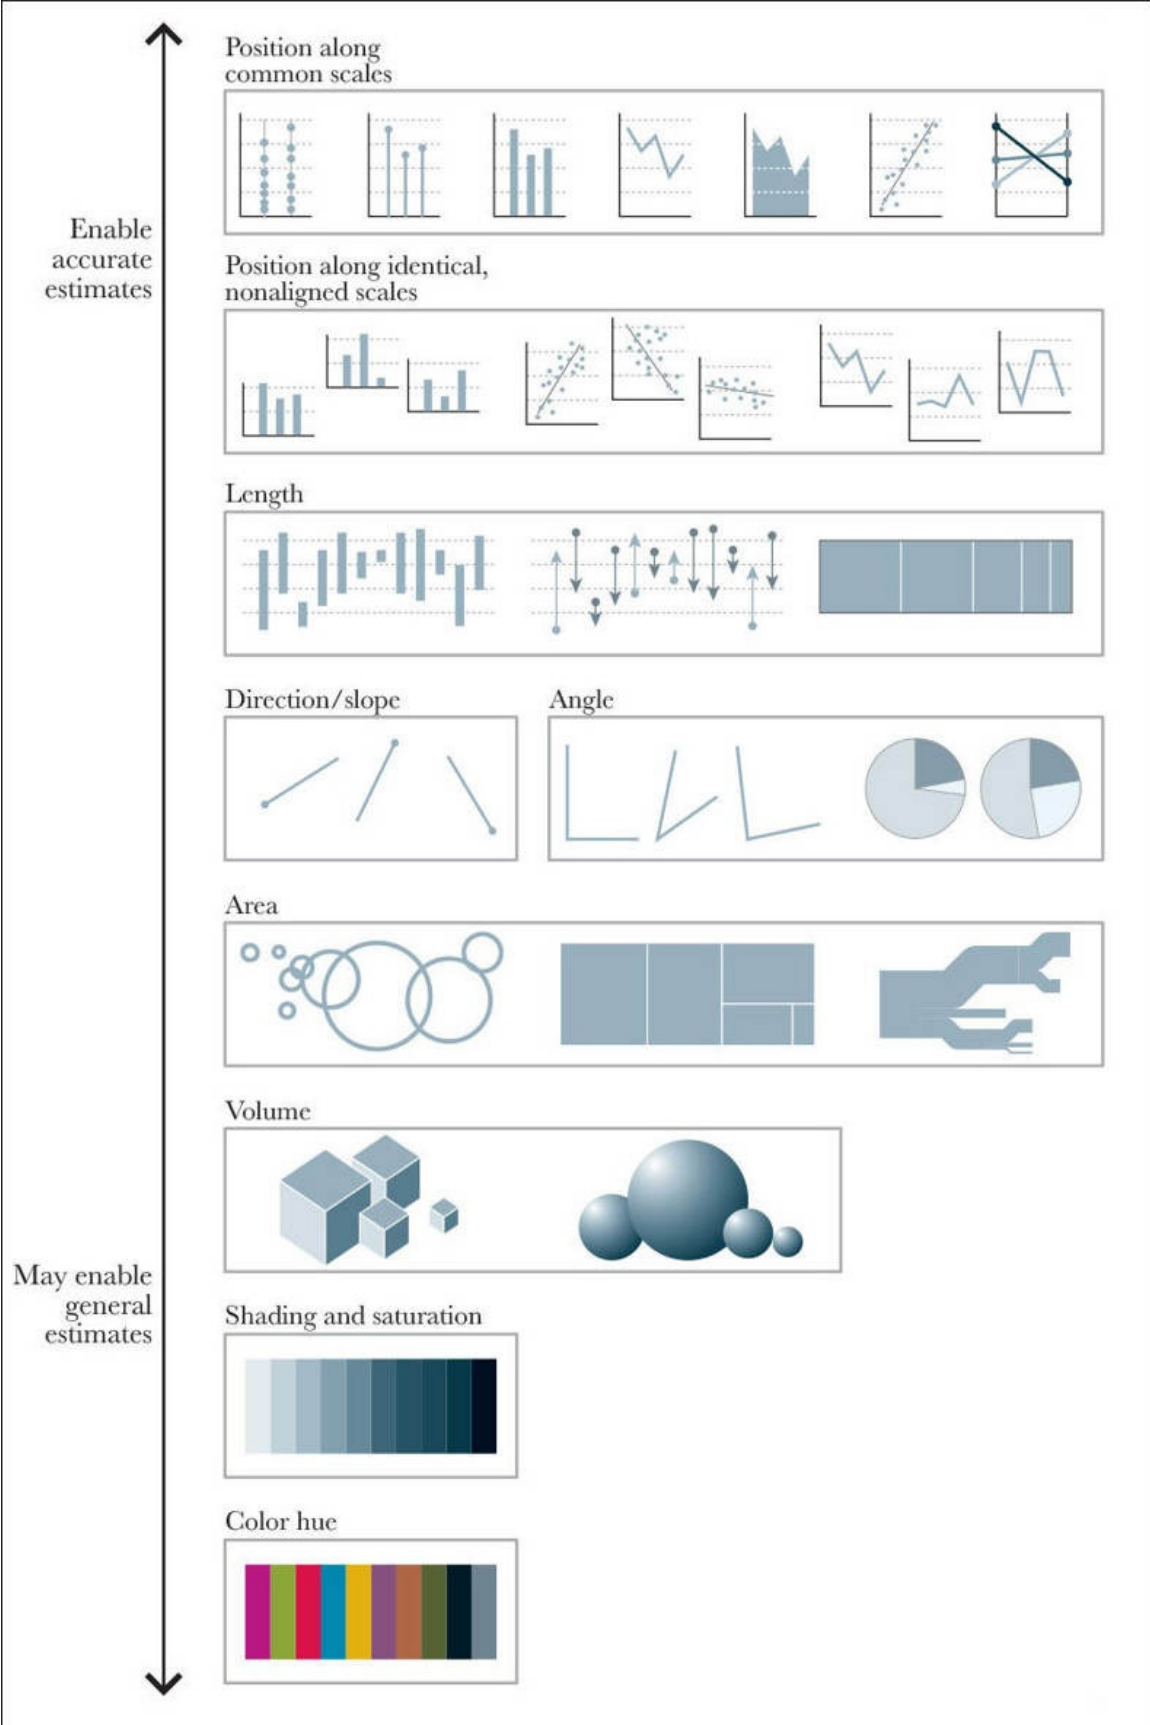 Position along
common scales
Enable
accurate
estimates
Position along identical,
nonaligned scales
Length
Direction/slope
Angle
Area
Volume
May enable
general
estimates
Shading and saturation
Color hue